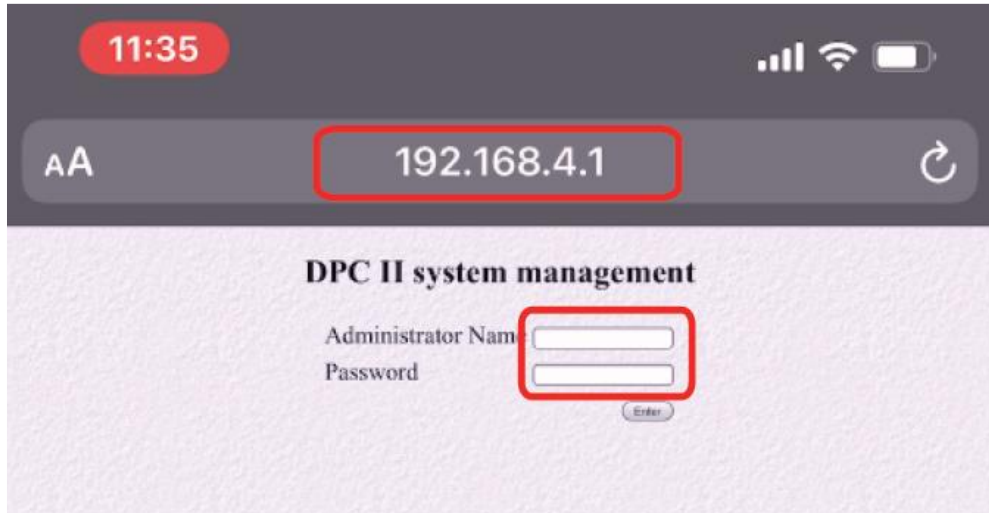 11:35
AA 192.168.4.1
DPC II system management
Administrator Name
Password
Enter